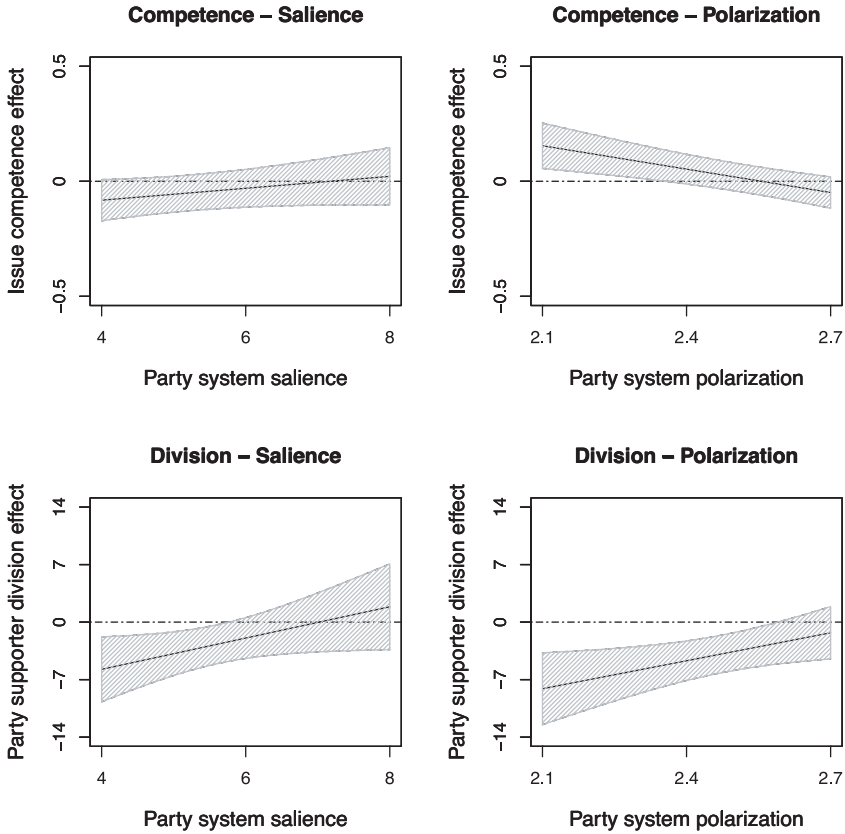 Competence – Salience
Issue competence effect
0.5
0
−0.5
4 6 8
Party system salience
Competence – Polarization
Issue competence effect
0.5
0
−0.5
2.1 2.4 2.7
Party system polarization
Division – Salience
Party supporter division effect
14
7
0
−7
−14
4 6 8
Party system salience
Division – Polarization
Party supporter division effect
14
7
0
−7
−14
2.1 2.4 2.7
Party system polarization